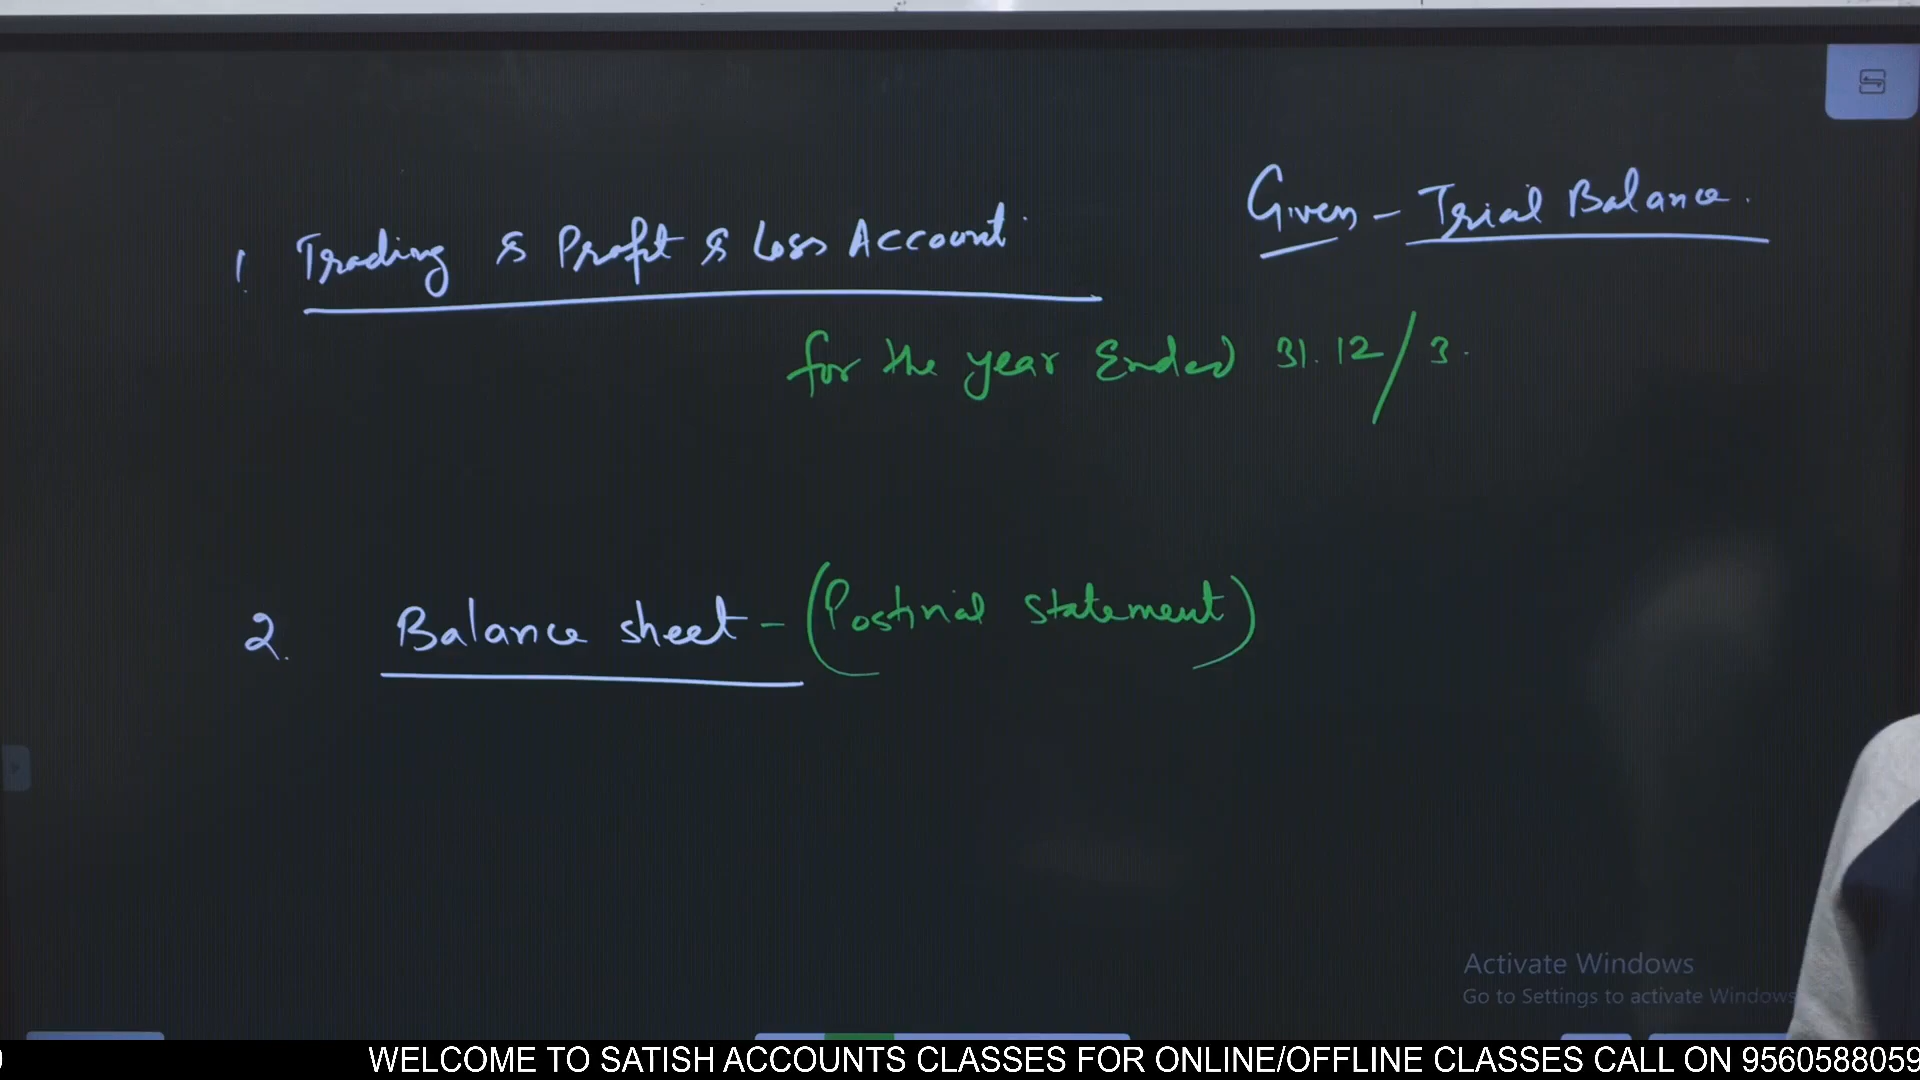 Given - Trial Balance.
1. Trading & Profit & Loss Account.
for the year Ended 31.12/3.
2. Balance sheet - (Postinal statement)
Activate Windows
Go to Settings to activate Windows
WELCOME TO SATISH ACCOUNTS CLASSES FOR ONLINE/OFFLINE CLASSES CALL ON 9560588059